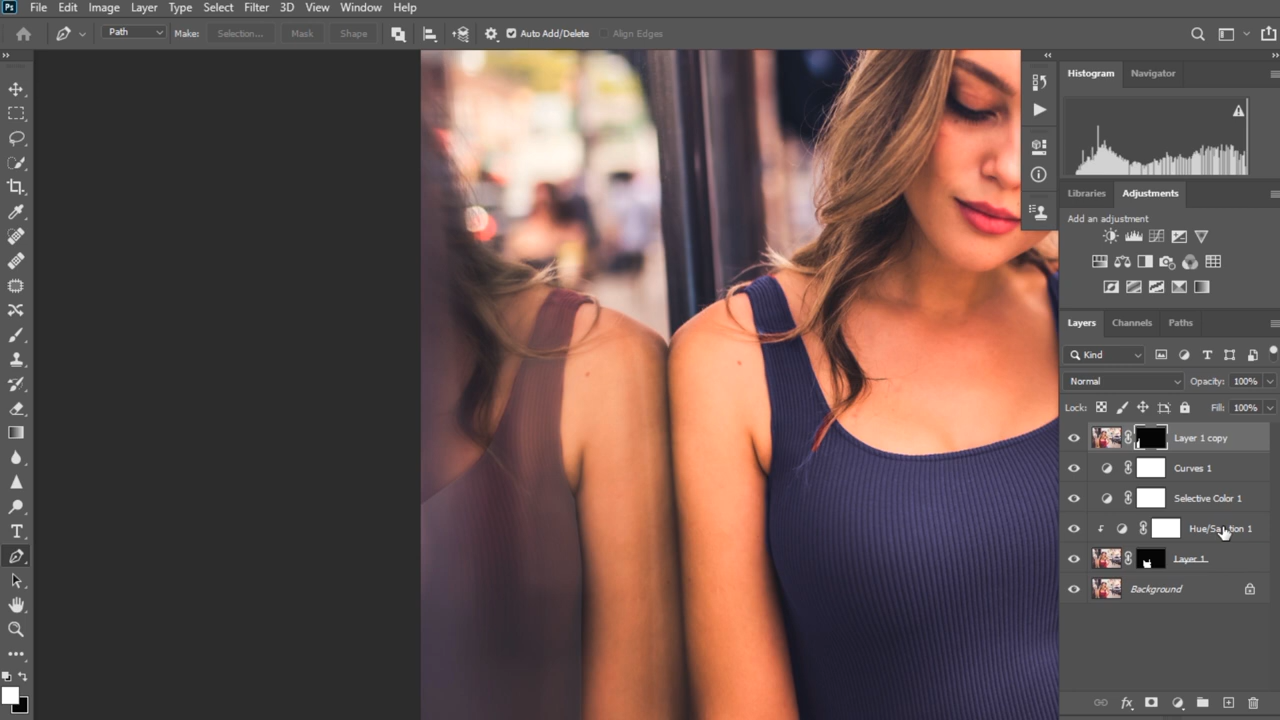 Ps File Edit Image Layer Type Select Filter 3D View Window Help
Path Make: Selection... Mask Shape Auto Add/Delete Align Edges
Histogram Navigator
Libraries Adjustments
Add an adjustment
Layers Channels Paths
Kind
Normal Opacity: 100%
Lock: Fill: 100%
Layer 1 copy
Curves 1
Selective Color 1
Layer 1
Background
fx